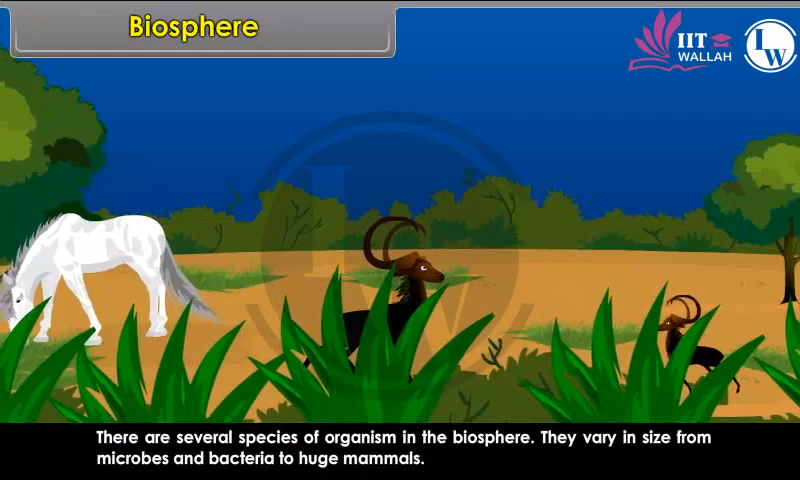 Biosphere
IIT
WALLAH
LW
LW
There are several species of organism in the biosphere. They vary in size from
microbes and bacteria to huge mammals.